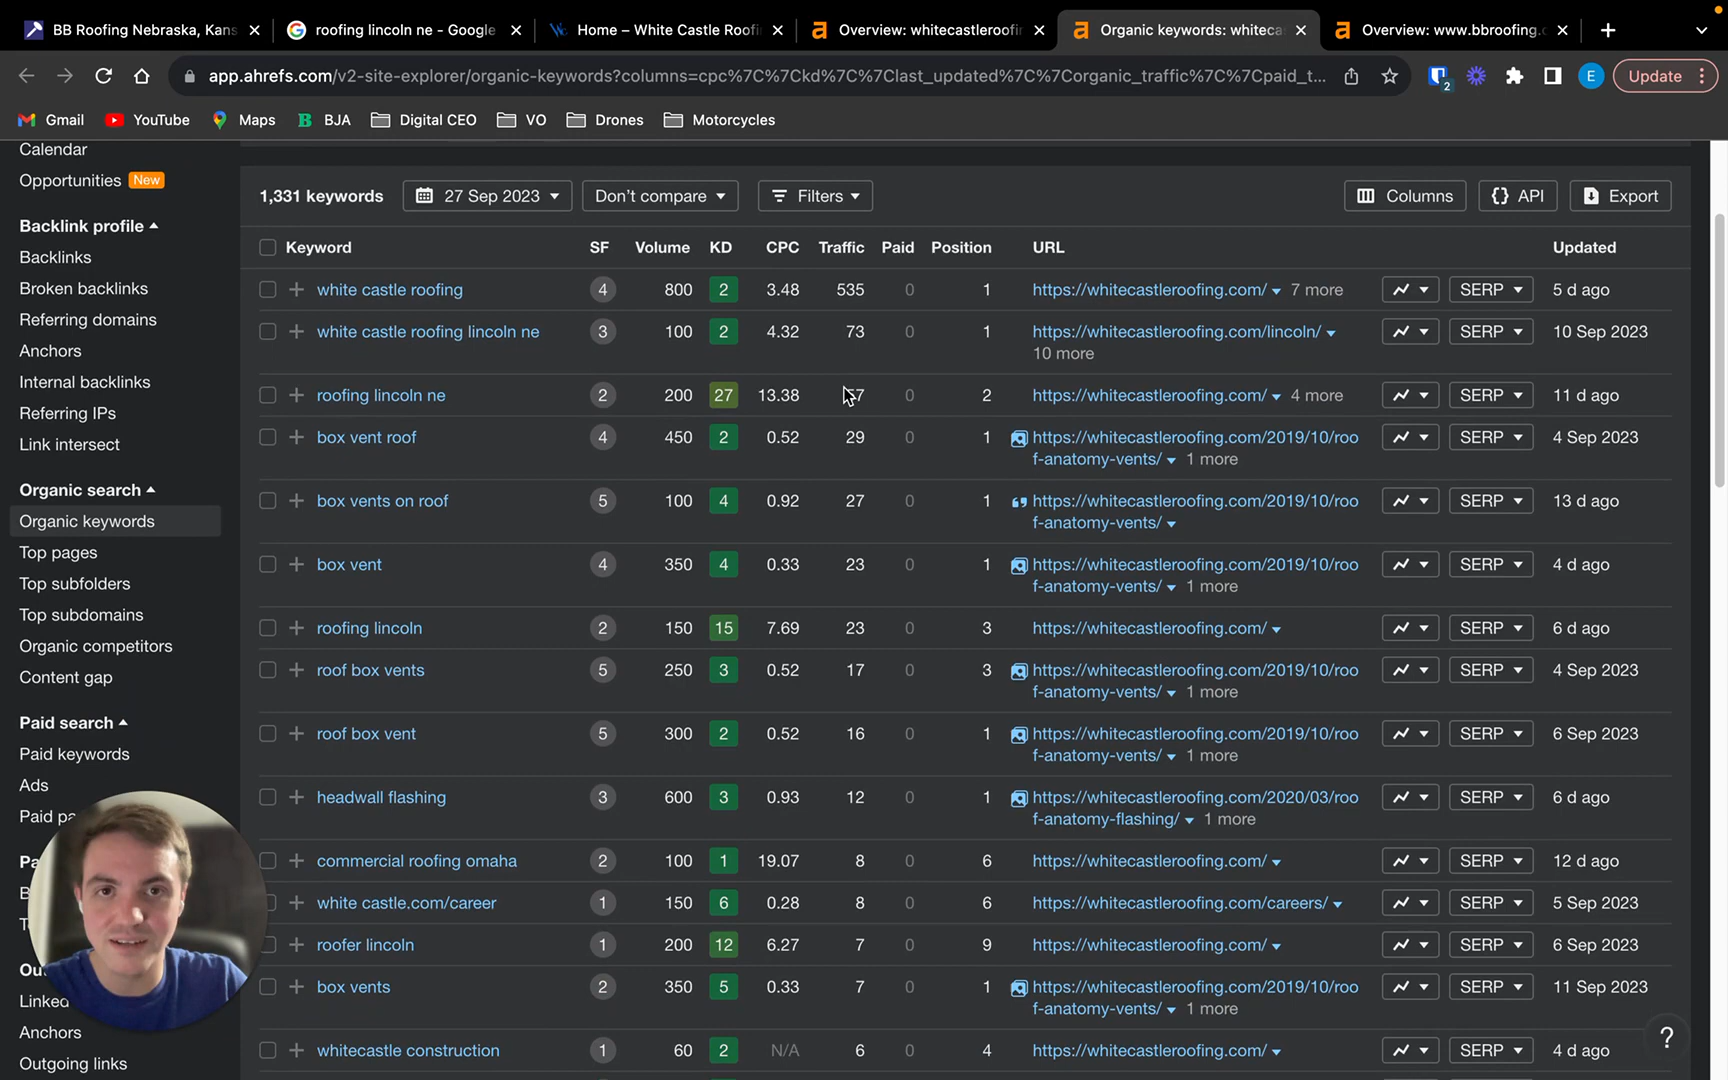 BB Roofing Nebraska, Kans
roofing lincoln ne - Google
Home – White Castle Roofi
Overview: whitecastleroofin
Organic keywords: whiteca
Overview: www.bbroofing.c
app.ahrefs.com/v2-site-explorer/organic-keywords?columns=cpc%7C%7Ckd%7C%7Clast_updated%7C%7Corganic_traffic%7C%7Cpaid_t...
2
E
Update
Gmail
YouTube
Maps
BJA
Digital CEO
VO
Drones
Motorcycles
Calendar
Opportunities New
Backlink profile
Backlinks
Broken backlinks
Referring domains
Anchors
Internal backlinks
Referring IPs
Link intersect
Organic search
Organic keywords
Top pages
Top subfolders
Top subdomains
Organic competitors
Content gap
Paid search
Paid keywords
Ads
Paid pa
Pa
B
T
Ou
Linked
Anchors
Outgoing links
1,331 keywords 27 Sep 2023 Don't compare Filters Columns {} API Export
Keyword SF Volume KD CPC Traffic Paid Position URL Updated
white castle roofing 4 800 2 3.48 535 0 1 https://whitecastleroofing.com/ 7 more SERP 5 d ago
white castle roofing lincoln ne 3 100 2 4.32 73 0 1 https://whitecastleroofing.com/lincoln/ SERP 10 Sep 2023
10 more
roofing lincoln ne 2 200 27 13.38 7 0 2 https://whitecastleroofing.com/ 4 more SERP 11 d ago
box vent roof 4 450 2 0.52 29 0 1 https://whitecastleroofing.com/2019/10/roo SERP 4 Sep 2023
f-anatomy-vents/ 1 more
box vents on roof 5 100 4 0.92 27 0 1 https://whitecastleroofing.com/2019/10/roo SERP 13 d ago
f-anatomy-vents/
box vent 4 350 4 0.33 23 0 1 https://whitecastleroofing.com/2019/10/roo SERP 4 d ago
f-anatomy-vents/ 1 more
roofing lincoln 2 150 15 7.69 23 0 3 https://whitecastleroofing.com/ SERP 6 d ago
roof box vents 5 250 3 0.52 17 0 3 https://whitecastleroofing.com/2019/10/roo SERP 4 Sep 2023
f-anatomy-vents/ 1 more
roof box vent 5 300 2 0.52 16 0 1 https://whitecastleroofing.com/2019/10/roo SERP 6 Sep 2023
f-anatomy-vents/ 1 more
headwall flashing 3 600 3 0.93 12 0 1 https://whitecastleroofing.com/2020/03/roo SERP 6 d ago
f-anatomy-flashing/ 1 more
commercial roofing omaha 2 100 1 19.07 8 0 6 https://whitecastleroofing.com/ SERP 12 d ago
white castle.com/career 1 150 6 0.28 8 0 6 https://whitecastleroofing.com/careers/ SERP 5 Sep 2023
roofer lincoln 1 200 12 6.27 7 0 9 https://whitecastleroofing.com/ SERP 6 Sep 2023
box vents 2 350 5 0.33 7 0 1 https://whitecastleroofing.com/2019/10/roo SERP 11 Sep 2023
f-anatomy-vents/ 1 more
whitecastle construction 1 60 2 N/A 6 0 4 https://whitecastleroofing.com/ SERP 4 d ago
?